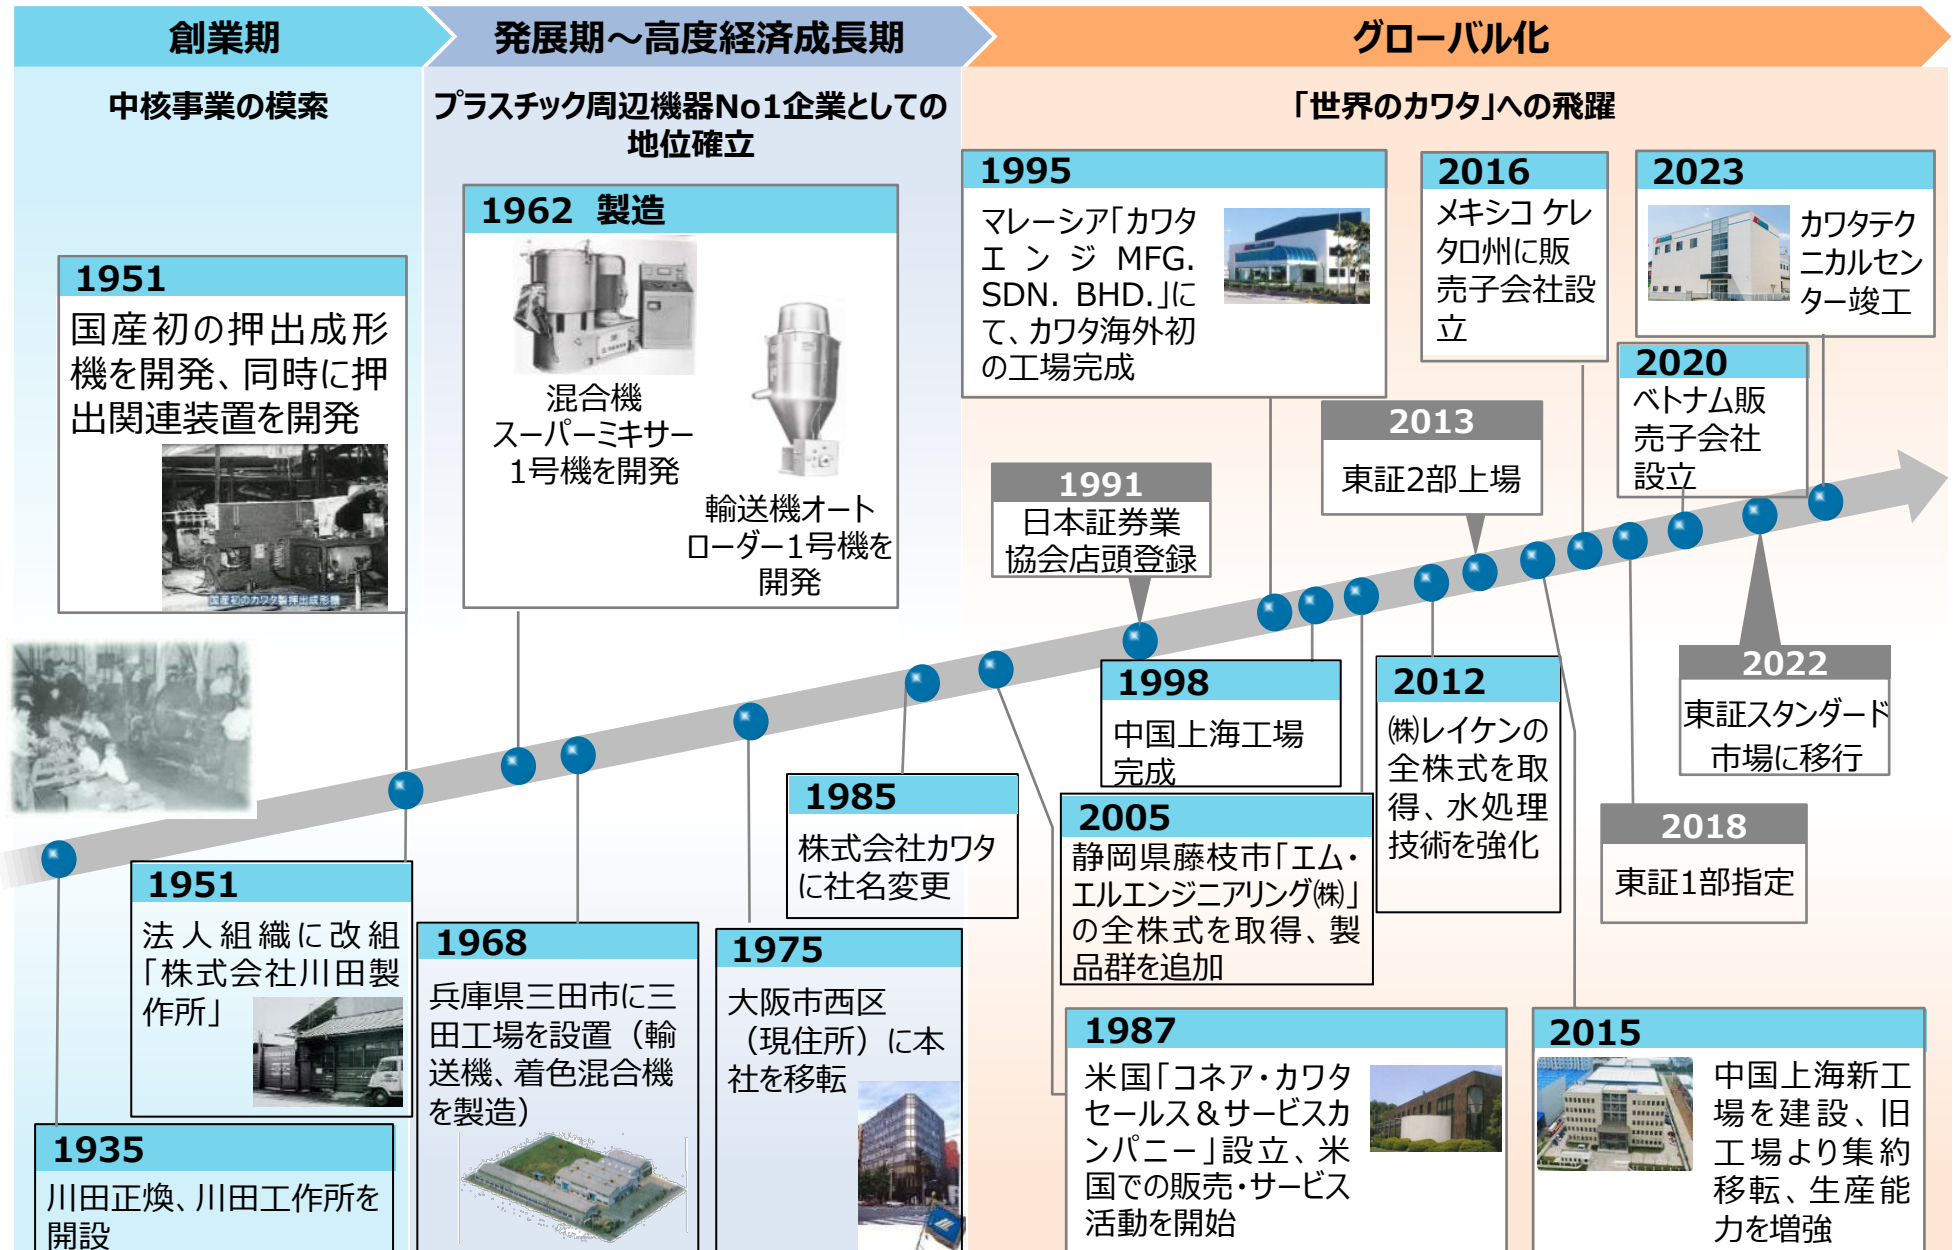 創業期
発展期～高度経済成長期
グローバル化
中核事業の模索
プラスチック周辺機器No1企業としての
地位確立
「世界のカワタ」への飛躍
1951
国産初の押出成形
機を開発、同時に押
出関連装置を開発
国産初のカワタ製押出成形機
1962 製造
混合機
スーパーミキサー
1号機を開発
輸送機オート
ローダー1号機を
開発
1995
マレーシア「カワタ
エンジ MFG.
SDN. BHD.」に
て、カワタ海外初
の工場完成
2016
メキシコ ケレ
タロ州に販
売子会社設
立
2023
カワタテク
ニカルセン
ター竣工
2020
ベトナム販
売子会社
設立
2013
東証2部上場
1991
日本証券業
協会店頭登録
1998
中国上海工場
完成
2012
㈱レイケンの
全株式を取
得、水処理
技術を強化
2022
東証スタンダード
市場に移行
1985
株式会社カワタ
に社名変更
2005
静岡県藤枝市「エム・
エルエンジニアリング㈱」
の全株式を取得、製
品群を追加
2018
東証1部指定
1951
法人組織に改組
「株式会社川田製
作所」
1968
兵庫県三田市に三
田工場を設置（輸
送機、着色混合機
を製造）
1975
大阪市西区
（現住所）に本
社を移転
1987
米国「コネア・カワタ
セールス＆サービスカ
ンパニー」設立、米
国での販売・サービス
活動を開始
2015
中国上海新工
場を建設、旧
工場より集約
移転、生産能
力を増強
1935
川田正煥、川田工作所を
開設